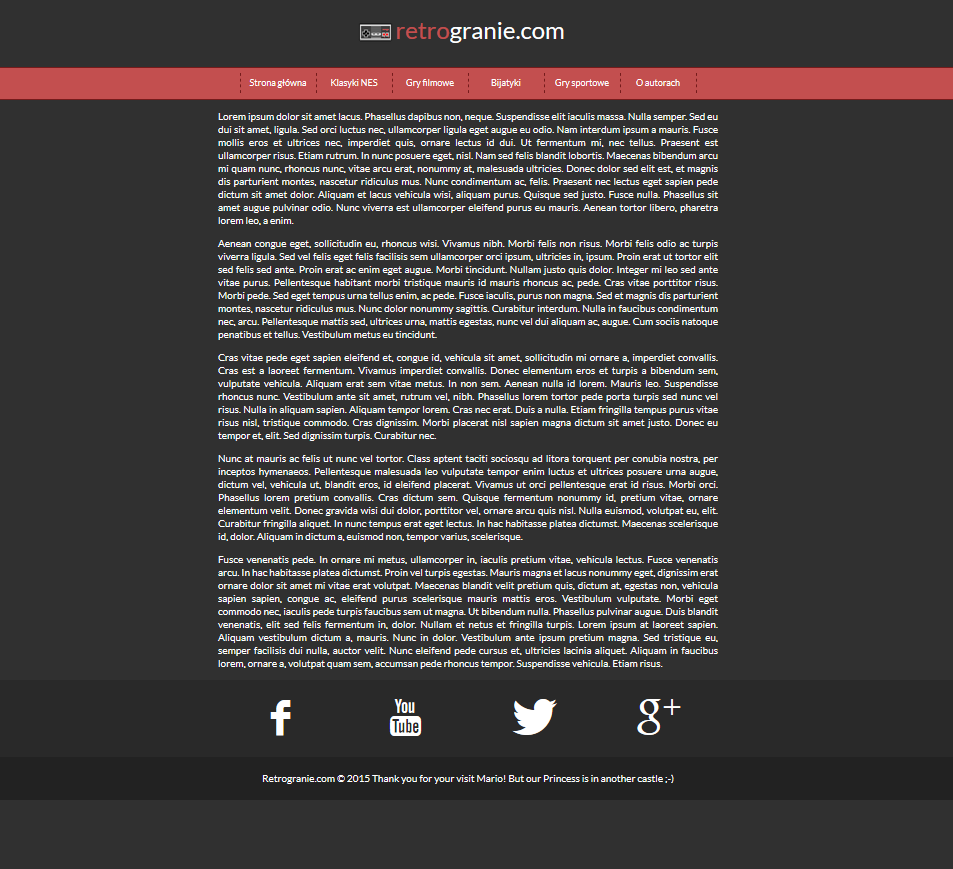 retrogranie.com
Strona główna Klasyki NES Gry filmowe Bijatyki Gry sportowe O autorach
Lorem ipsum dolor sit amet lacus. Phasellus dapibus non, neque. Suspendisse elit iaculis massa. Nulla semper. Sed eu
dui sit amet, ligula. Sed orci luctus nec, ullamcorper ligula eget augue eu odio. Nam interdum ipsum a mauris. Fusce
mollis eros et ultrices nec, imperdiet quis, ornare lectus id dui. Ut fermentum mi, nec tellus. Praesent est
ullamcorper risus. Etiam rutrum. In nunc posuere eget, nisl. Nam sed felis blandit lobortis. Maecenas bibendum arcu
mi quam nunc, rhoncus nunc, vitae arcu erat, nonummy at, malesuada ultricies. Donec dolor sed elit est, et magnis
dis parturient montes, nascetur ridiculus mus. Nunc condimentum ac, felis. Praesent nec lectus eget sapien pede
dictum sit amet dolor. Aliquam et lacus vehicula wisi, aliquam purus. Quisque sed justo. Fusce nulla. Phasellus sit
amet augue pulvinar odio. Nunc viverra est ullamcorper eleifend purus eu mauris. Aenean tortor libero, pharetra
lorem leo, a enim.
Aenean congue eget, sollicitudin eu, rhoncus wisi. Vivamus nibh. Morbi felis non risus. Morbi felis odio ac turpis
viverra ligula. Sed vel felis eget felis facilisis sem ullamcorper orci ipsum, ultricies in, ipsum. Proin erat ut tortor elit
sed felis sed ante. Proin erat ac enim eget augue. Morbi tincidunt. Nullam justo quis dolor. Integer mi leo sed ante
vitae purus. Pellentesque habitant morbi tristique mauris id mauris rhoncus ac, pede. Cras vitae porttitor risus.
Morbi pede. Sed eget tempus urna tellus enim, ac pede. Fusce iaculis, purus non magna. Sed et magnis dis parturient
montes, nascetur ridiculus mus. Nunc dolor nonummy sagittis. Curabitur interdum. Nulla in faucibus condimentum
nec, arcu. Pellentesque mattis sed, ultrices urna, mattis egestas, nunc vel dui aliquam ac, augue. Cum sociis natoque
penatibus et tellus. Vestibulum metus eu tincidunt.
Cras vitae pede eget sapien eleifend et, congue id, vehicula sit amet, sollicitudin mi ornare a, imperdiet convallis.
Cras est a laoreet fermentum. Vivamus imperdiet convallis. Donec elementum eros et turpis a bibendum sem,
vulputate vehicula. Aliquam erat sem vitae metus. In non sem. Aenean nulla id lorem. Mauris leo. Suspendisse
rhoncus nunc. Vestibulum ante sit amet, rutrum vel, nibh. Phasellus lorem tortor pede porta turpis sed nunc vel
risus. Nulla in aliquam sapien. Aliquam tempor lorem. Cras nec erat. Duis a nulla. Etiam fringilla tempus purus vitae
risus nisl, tristique commodo. Cras dignissim. Morbi placerat nisl sapien magna dictum sit amet justo. Donec eu
tempor et, elit. Sed dignissim turpis. Curabitur nec.
Nunc at mauris ac felis ut nunc vel tortor. Class aptent taciti sociosqu ad litora torquent per conubia nostra, per
inceptos hymenaeos. Pellentesque malesuada leo vulputate tempor enim luctus et ultrices posuere urna augue,
dictum vel, vehicula ut, blandit eros, id eleifend placerat. Vivamus ut orci pellentesque erat id risus. Morbi orci.
Phasellus lorem pretium convallis. Cras dictum sem. Quisque fermentum nonummy id, pretium vitae, ornare
elementum velit. Donec gravida wisi dui dolor, porttitor vel, ornare arcu quis nisl. Nulla euismod, volutpat eu, elit.
Curabitur fringilla aliquet. In nunc tempus erat eget lectus. In hac habitasse platea dictumst. Maecenas scelerisque
id, dolor. Aliquam in dictum a, euismod non, tempor varius, scelerisque.
Fusce venenatis pede. In ornare mi metus, ullamcorper in, iaculis pretium vitae, vehicula lectus. Fusce venenatis
arcu. In hac habitasse platea dictumst. Proin vel turpis egestas. Mauris magna et lacus nonummy eget, dignissim erat
ornare dolor sit amet mi vitae erat volutpat. Maecenas blandit velit pretium quis, dictum at, egestas non, vehicula
sapien sapien, congue ac, eleifend purus scelerisque mauris mattis eros. Vestibulum vulputate. Morbi eget
commodo nec, iaculis pede turpis faucibus sem ut magna. Ut bibendum nulla. Phasellus pulvinar augue. Duis blandit
venenatis, elit sed felis fermentum in, dolor. Nullam et netus et fringilla turpis. Lorem ipsum at laoreet sapien.
Aliquam vestibulum dictum a, mauris. Nunc in dolor. Vestibulum ante ipsum pretium magna. Sed tristique eu,
semper facilisis dui nulla, auctor velit. Nunc eleifend pede cursus et, ultricies lacinia aliquet. Aliquam in faucibus
lorem, ornare a, volutpat quam sem, accumsan pede rhoncus tempor. Suspendisse vehicula. Etiam risus.
f You Tube g+
Retrogranie.com © 2015 Thank you for your visit Mario! But our Princess is in another castle ;-)